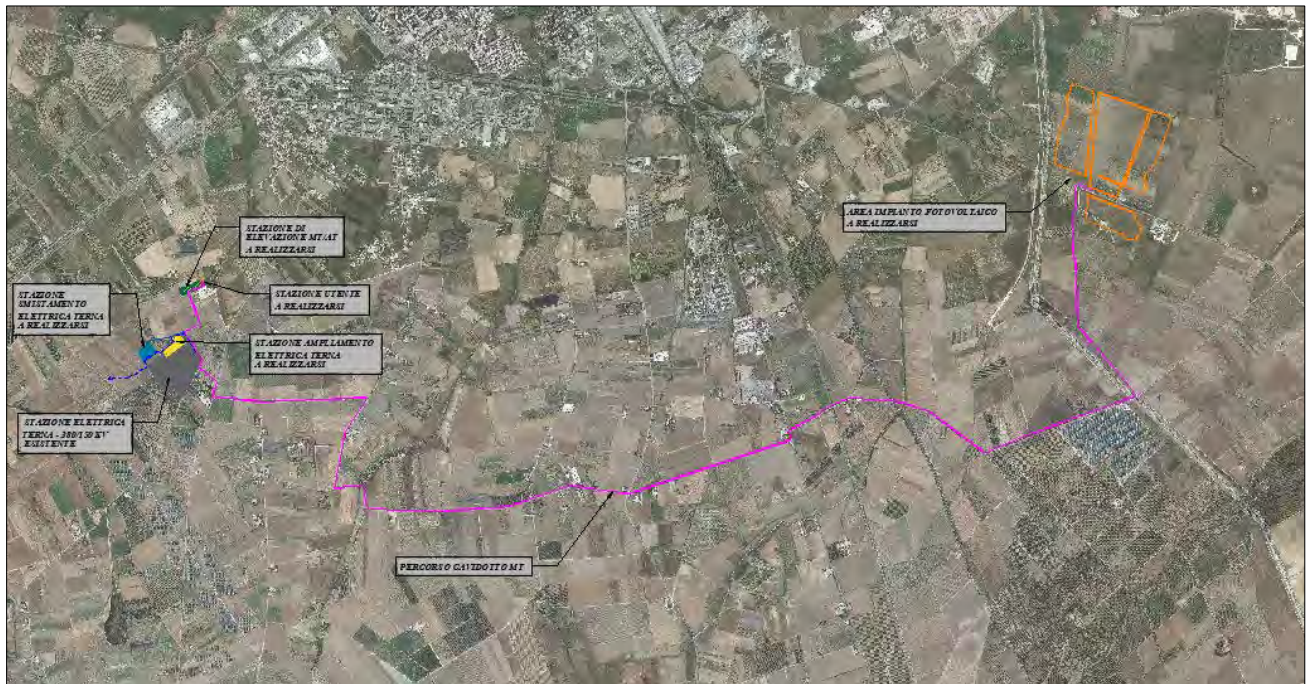 STAZIONE DI
ELEVAZIONE MT/AT
A REALIZZARSI
AREA IMPIANTO FOTOVOLTAICO
A REALIZZARSI
STAZIONE
SMISTAMENTO
ELETTRICA TERNA
A REALIZZARSI
STAZIONE UTENTE
A REALIZZARSI
STAZIONE AMPLIAMENTO
ELETTRICA TERNA
A REALIZZARSI
STAZIONE ELETTRICA
TERNA - 380/150 KV
ESISTENTE
PERCORSO CAVIDOTTO MT